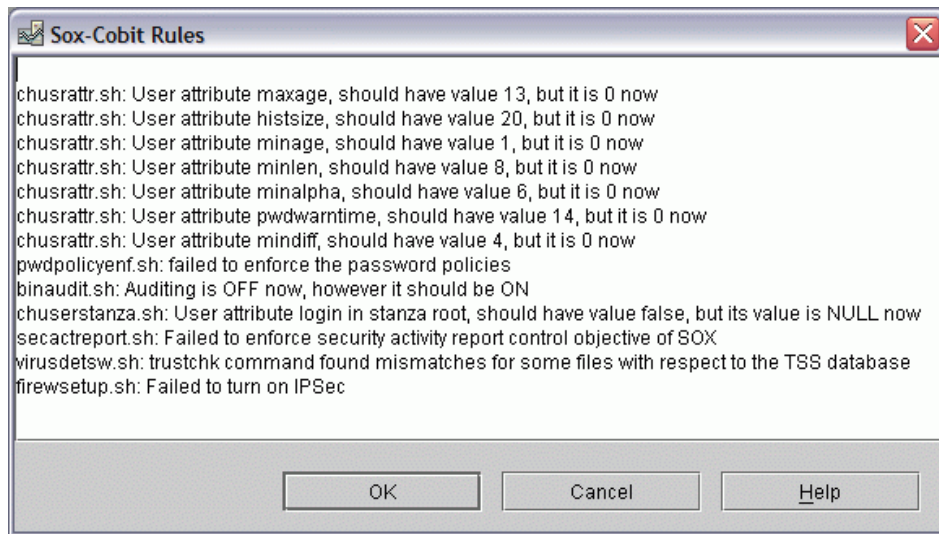 Sox-Cobit Rules
chusrattr.sh: User attribute maxage, should have value 13, but it is 0 now
chusrattr.sh: User attribute histsize, should have value 20, but it is 0 now
chusrattr.sh: User attribute minage, should have value 1, but it is 0 now
chusrattr.sh: User attribute minlen, should have value 8, but it is 0 now
chusrattr.sh: User attribute minalpha, should have value 6, but it is 0 now
chusrattr.sh: User attribute pwdwarntime, should have value 14, but it is 0 now
chusrattr.sh: User attribute mindiff, should have value 4, but it is 0 now
pwdpolicyenf.sh: failed to enforce the password policies
binaudit.sh: Auditing is OFF now, however it should be ON
chuserstanza.sh: User attribute login in stanza root, should have value false, but its value is NULL now
secactreport.sh: Failed to enforce security activity report control objective of SOX
virusdetsw.sh: trustchk command found mismatches for some files with respect to the TSS database
firewsetup.sh: Failed to turn on IPSec
OK Cancel Help